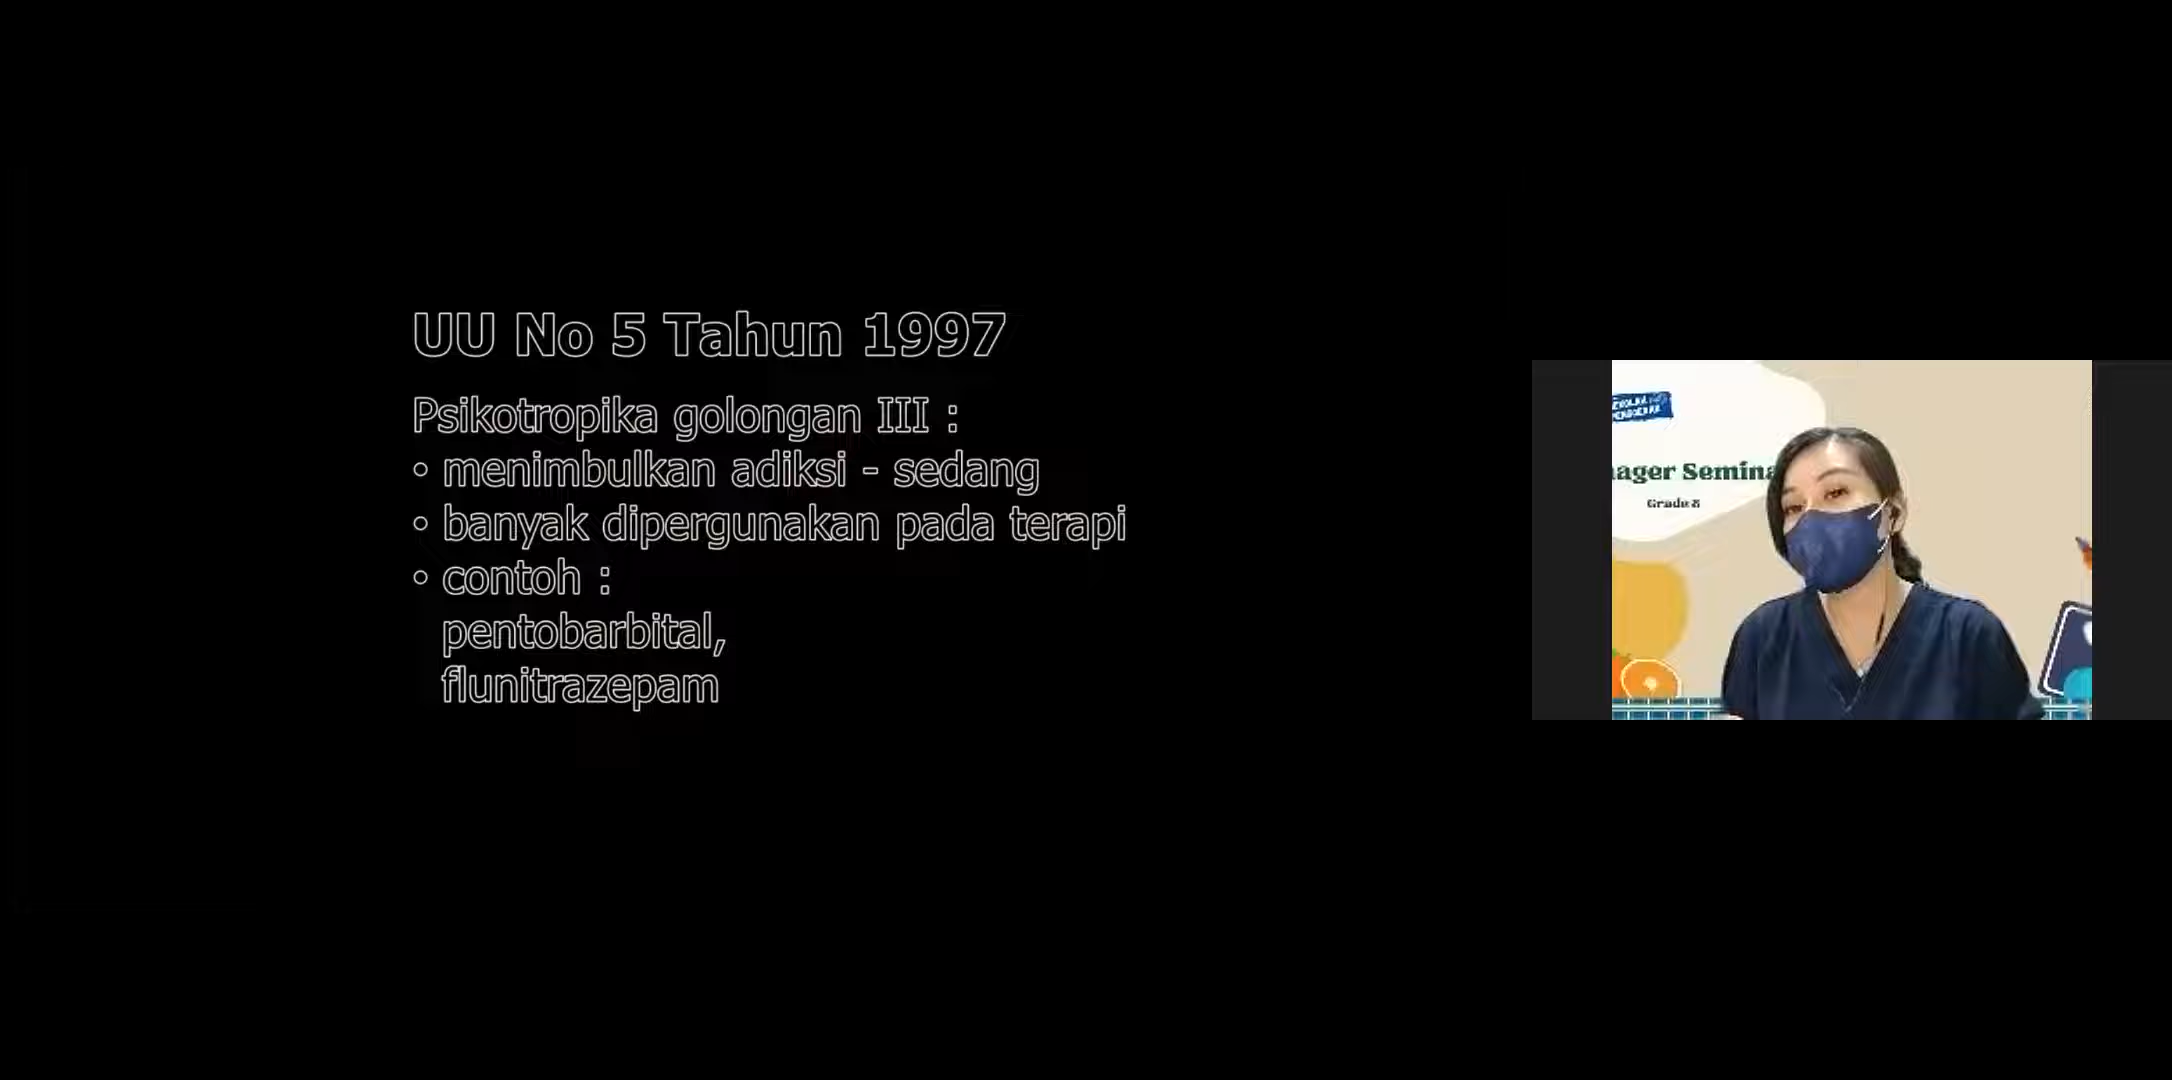 UU No 5 Tahun 1997
Psikotropika golongan III :
• menimbulkan adiksi - sedang
• banyak dipergunakan pada terapi
• contoh :
pentobarbital,
flunitrazepam
Semina
Grade 8